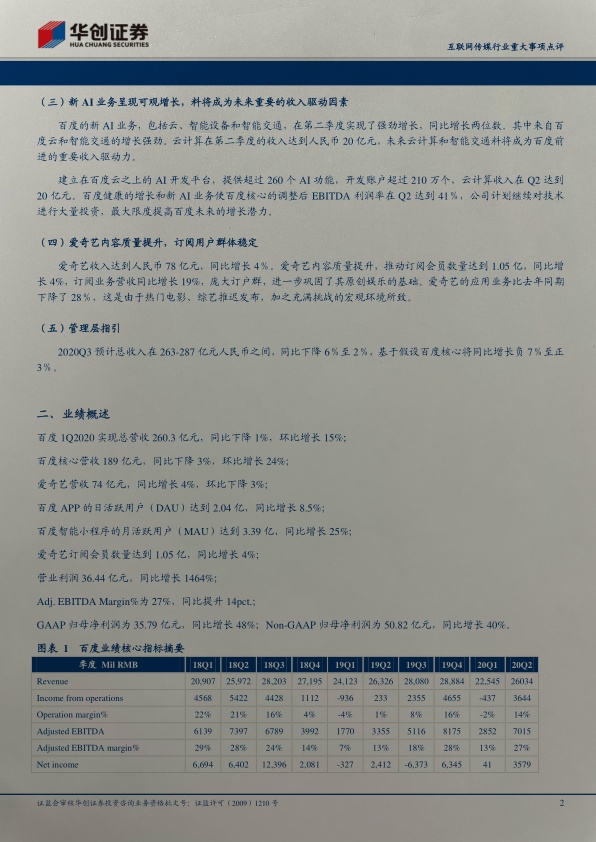 华创证券
HUA CHUANG SECURITIES
互联网传媒行业重大事项点评
（三）新 AI 业务呈现可观增长，料将成为未来重要的收入驱动因素
百度的新 AI 业务，包括云、智能设备和智能交通，在第二季度实现了强劲增长，同比增长两位数。其中来自百
度云和智能交通的增长强劲。云计算在第二季度的收入达到人民币 20 亿元，未来云计算和智能交通料将成为百度前
进的重要收入驱动力。
建立在百度云之上的 AI 开发平台，提供超过 260 个 AI 功能，开发账户超过 210 万个，云计算收入在 Q2 达到
20 亿元。百度健康的增长和新 AI 业务使百度核心的调整后 EBITDA 利润率在 Q2 达到 41%，公司计划继续对技术
进行大量投资，最大限度提高百度未来的增长潜力。
（四）爱奇艺内容质量提升，订阅用户群体稳定
爱奇艺收入达到人民币 78 亿元，同比增长 4%。爱奇艺内容质量提升，推动订阅会员数量达到 1.05 亿，同比增
长 4%，订阅业务营收同比增长 19%，庞大订户群，进一步巩固了其原创娱乐的基础。爱奇艺的应用业务比去年同期
下降了 28%，这是由于热门电影、综艺推迟发布，加之充满挑战的宏观环境所致。
（五）管理层指引
2020Q3 预计总收入在 263-287 亿元人民币之间，同比下降 6%至 2%，基于假设百度核心将同比增长负 7%至正
3%。
二、业绩概述
百度 1Q2020 实现总营收 260.3 亿元，同比下降 1%，环比增长 15%;
百度核心营收 189 亿元，同比下降 3%，环比增长 24%;
爱奇艺营收 74 亿元，同比增长 4%，环比下降 3%;
百度 APP 的日活跃用户（DAU）达到 2.04 亿，同比增长 8.5%;
百度智能小程序的月活跃用户（MAU）达到 3.39 亿，同比增长 25%;
爱奇艺订阅会员数量达到 1.05 亿，同比增长 4%;
营业利润 36.44 亿元，同比增长 1464%;
Adj. EBITDA Margin%为 27%，同比提升 14pct.;
GAAP 归母净利润为 35.79 亿元，同比增长 48%; Non-GAAP 归母净利润为 50.82 亿元，同比增长 40%.
图表 1 百度业绩核心指标摘要
季度 Mil RMB 18Q1 18Q2 18Q3 18Q4 19Q1 19Q2 19Q3 19Q4 20Q1 20Q2
Revenue 20,907 25,972 28,203 27,195 24,123 26,326 28,080 28,884 22,545 26034
Income from operations 4568 5422 4428 1112 -936 233 2355 4655 -437 3644
Operation margin% 22% 21% 16% 4% -4% 1% 8% 16% -2% 14%
Adjusted EBITDA 6139 7397 6789 3992 1770 3355 5116 8175 2852 7015
Adjusted EBITDA margin% 29% 28% 24% 14% 7% 13% 18% 28% 13% 27%
Net income 6,694 6,402 12,396 2,081 -327 2,412 -6,373 6,345 41 3579
证监会审核华创证券投资咨询业务资格批文号：证监许可（2009）1210 号 2